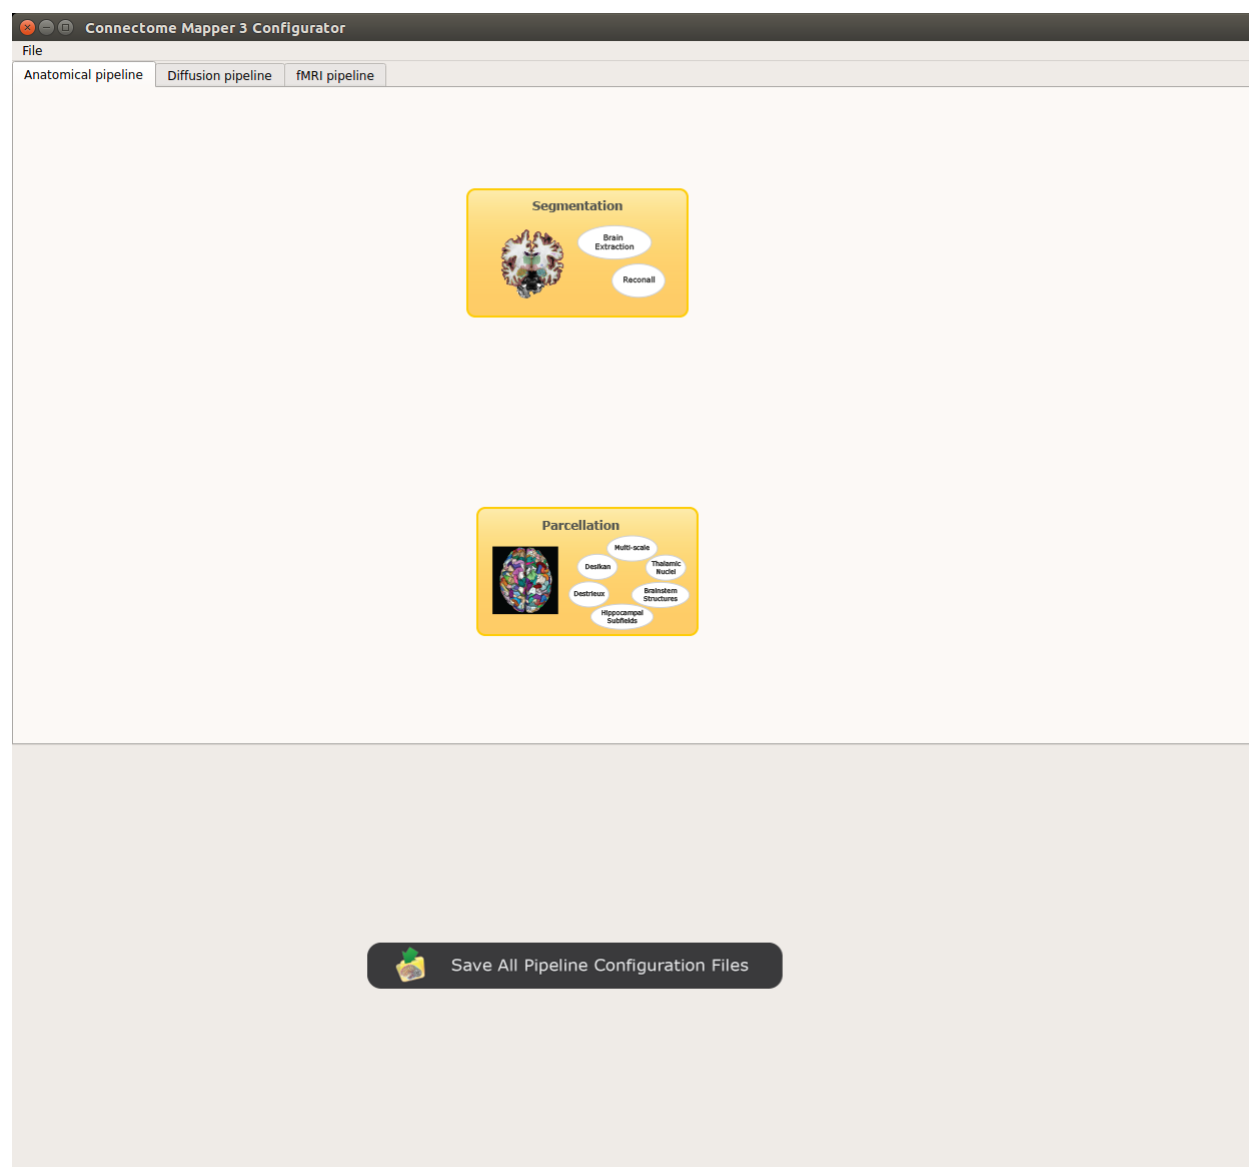 Connectome Mapper 3 Configurator
File
Anatomical pipeline Diffusion pipeline fMRI pipeline
Segmentation
Brain
Extraction
Reconall
Parcellation
Multi-scale
Desikan
Thalamic
Nuclei
Destrieux
Brainstem
Structures
Hippocampal
Subfields
Save All Pipeline Configuration Files